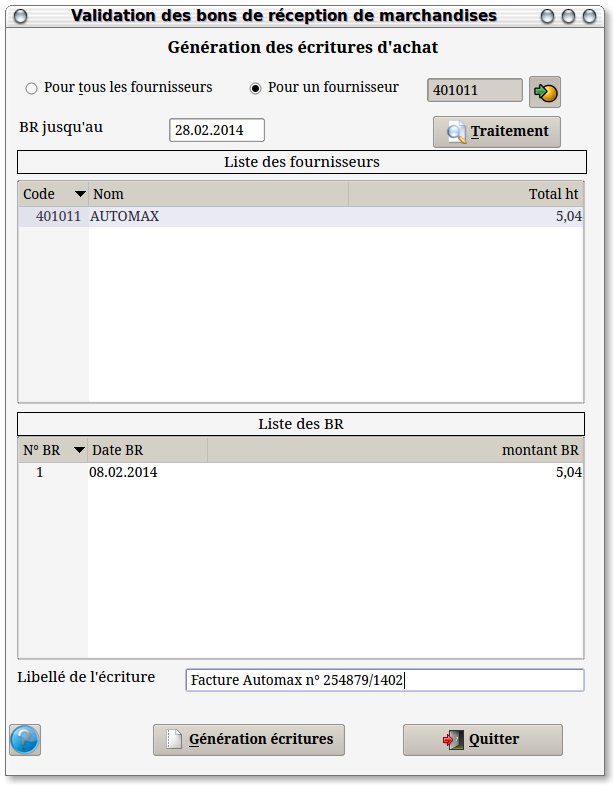 Validation des bons de réception de marchandises
Génération des écritures d'achat
Pour tous les fournisseurs Pour un fournisseur 401011
BR jusqu'au 28.02.2014 Traitement
Liste des fournisseurs
Code Nom Total ht
401011 AUTOMAX 5,04
Liste des BR
N° BR Date BR montant BR
1 08.02.2014 5,04
Libellé de l'écriture Facture Automax n° 254879/1402
Génération écritures Quitter